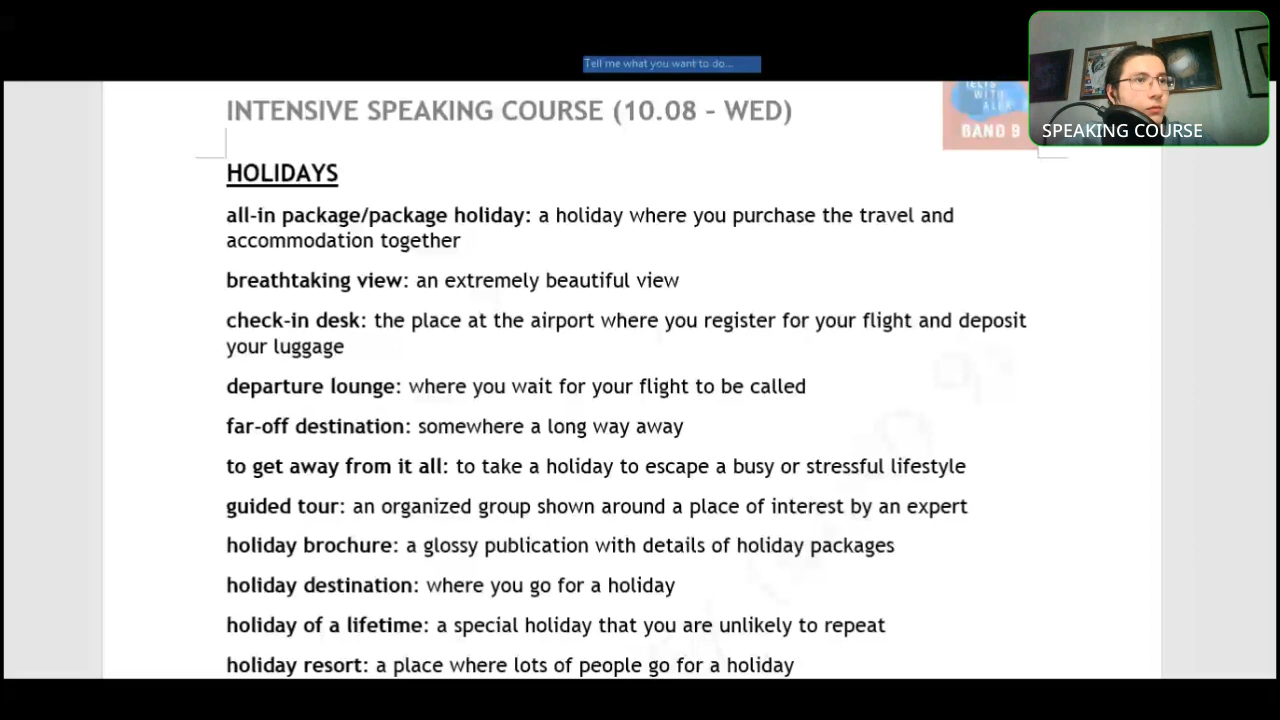 Tell me what you want to do...
INTENSIVE SPEAKING COURSE (10.08 – WED)
IELTS
WITH
ALEX
BAND 9
SPEAKING COURSE
HOLIDAYS
all-in package/package holiday: a holiday where you purchase the travel and
accommodation together
breathtaking view: an extremely beautiful view
check-in desk: the place at the airport where you register for your flight and deposit
your luggage
departure lounge: where you wait for your flight to be called
far-off destination: somewhere a long way away
to get away from it all: to take a holiday to escape a busy or stressful lifestyle
guided tour: an organized group shown around a place of interest by an expert
holiday brochure: a glossy publication with details of holiday packages
holiday destination: where you go for a holiday
holiday of a lifetime: a special holiday that you are unlikely to repeat
holiday resort: a place where lots of people go for a holiday